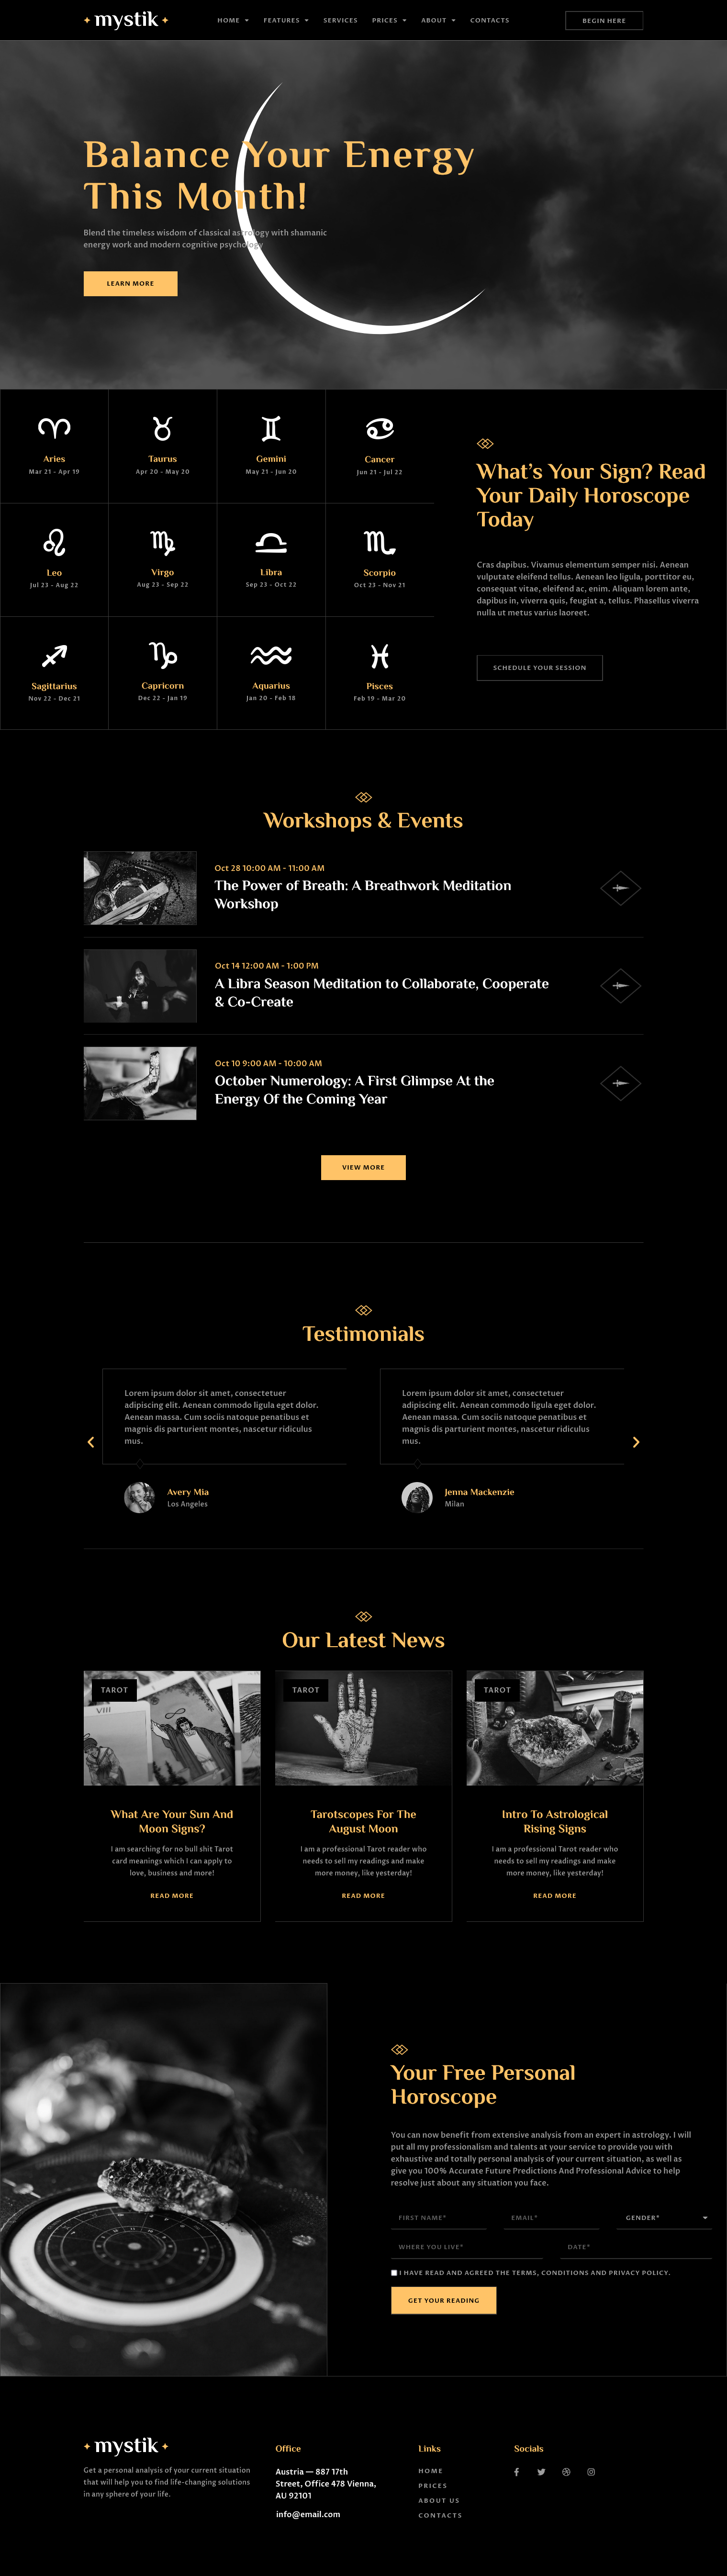 mystik
HOME
FEATURES
SERVICES
PRICES
ABOUT
CONTACTS
BEGIN HERE
Balance Your Energy
This Month!
Blend the timeless wisdom of classical astrology with shamanic
energy work and modern cognitive psychology
LEARN MORE
Aries
Mar 21 - Apr 19
Taurus
Apr 20 - May 20
Gemini
May 21 - Jun 20
Cancer
Jun 21 - Jul 22
Leo
Jul 23 - Aug 22
Virgo
Aug 23 - Sep 22
Libra
Sep 23 - Oct 22
Scorpio
Oct 23 - Nov 21
Sagittarius
Nov 22 - Dec 21
Capricorn
Dec 22 - Jan 19
Aquarius
Jan 20 - Feb 18
Pisces
Feb 19 - Mar 20
What's Your Sign? Read
Your Daily Horoscope
Today
Cras dapibus. Vivamus elementum semper nisi. Aenean
vulputate eleifend tellus. Aenean leo ligula, porttitor eu,
consequat vitae, eleifend ac, enim. Aliquam lorem ante,
dapibus in, viverra quis, feugiat a, tellus. Phasellus viverra
nulla ut metus varius laoreet.
SCHEDULE YOUR SESSION
Workshops & Events
Oct 28 10:00 AM - 11:00 AM
The Power of Breath: A Breathwork Meditation
Workshop
Oct 14 12:00 AM - 1:00 PM
A Libra Season Meditation to Collaborate, Cooperate
& Co-Create
Oct 10 9:00 AM - 10:00 AM
October Numerology: A First Glimpse At the
Energy Of the Coming Year
VIEW MORE
Testimonials
Lorem ipsum dolor sit amet, consectetuer
adipiscing elit. Aenean commodo ligula eget dolor.
Aenean massa. Cum sociis natoque penatibus et
magnis dis parturient montes, nascetur ridiculus
mus.
Avery Mia
Los Angeles
Lorem ipsum dolor sit amet, consectetuer
adipiscing elit. Aenean commodo ligula eget dolor.
Aenean massa. Cum sociis natoque penatibus et
magnis dis parturient montes, nascetur ridiculus
mus.
Jenna Mackenzie
Milan
Our Latest News
TAROT
VIII
What Are Your Sun And
Moon Signs?
I am searching for no bull shit Tarot
card meanings which I can apply to
love, business and more!
READ MORE
TAROT
Tarotscopes For The
August Moon
I am a professional Tarot reader who
needs to sell my readings and make
more money, like yesterday!
READ MORE
TAROT
Intro To Astrological
Rising Signs
I am a professional Tarot reader who
needs to sell my readings and make
more money, like yesterday!
READ MORE
Your Free Personal
Horoscope
You can now benefit from extensive analysis from an expert in astrology. I will
put all my professionalism and talents at your service to provide you with
exhaustive and totally personal analysis of your current situation, as well as
give you 100% Accurate Future Predictions And Professional Advice to help
resolve just about any situation you face.
FIRST NAME*
EMAIL*
GENDER*
WHERE YOU LIVE*
DATE*
I HAVE READ AND AGREED THE TERMS, CONDITIONS AND PRIVACY POLICY.
GET YOUR READING
mystik
Get a personal analysis of your current situation
that will help you to find life-changing solutions
in any sphere of your life.
Office
Austria — 887 17th
Street, Office 478 Vienna,
AU 92101
info@email.com
Links
HOME
PRICES
ABOUT US
CONTACTS
Socials